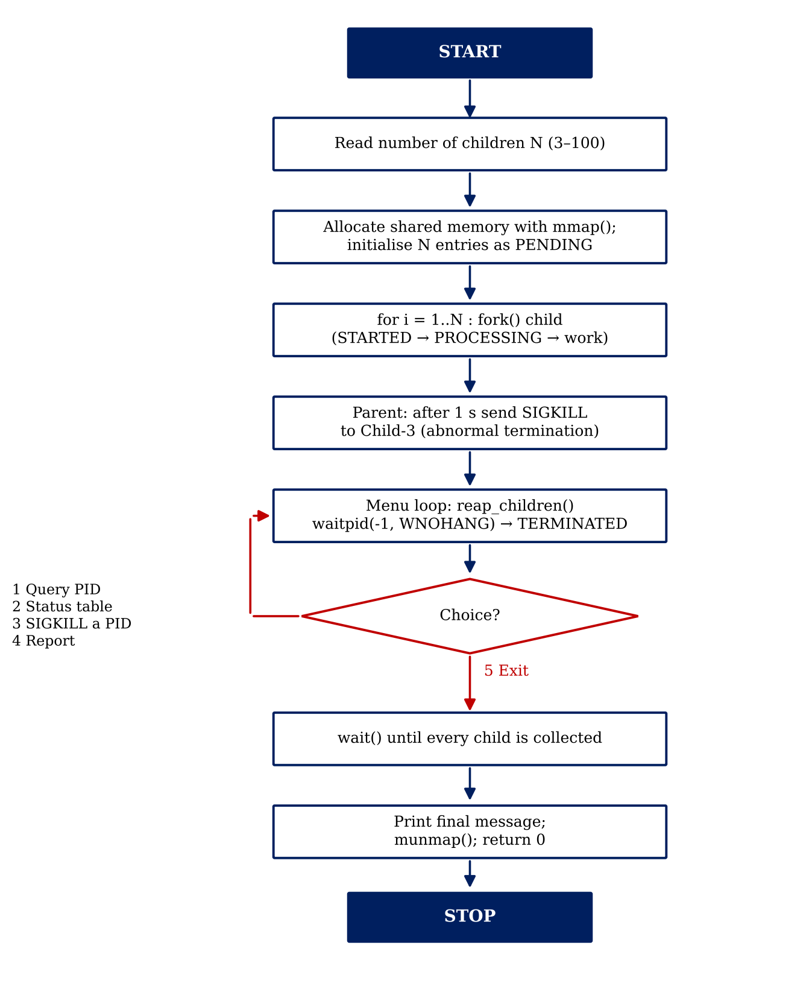 START
Read number of children N (3–100)
Allocate shared memory with mmap();
initialise N entries as PENDING
for i = 1..N : fork() child
(STARTED → PROCESSING → work)
Parent: after 1 s send SIGKILL
to Child-3 (abnormal termination)
Menu loop: reap_children()
waitpid(-1, WNOHANG) → TERMINATED
1 Query PID
2 Status table
3 SIGKILL a PID
4 Report
Choice?
5 Exit
wait() until every child is collected
Print final message;
munmap(); return 0
STOP